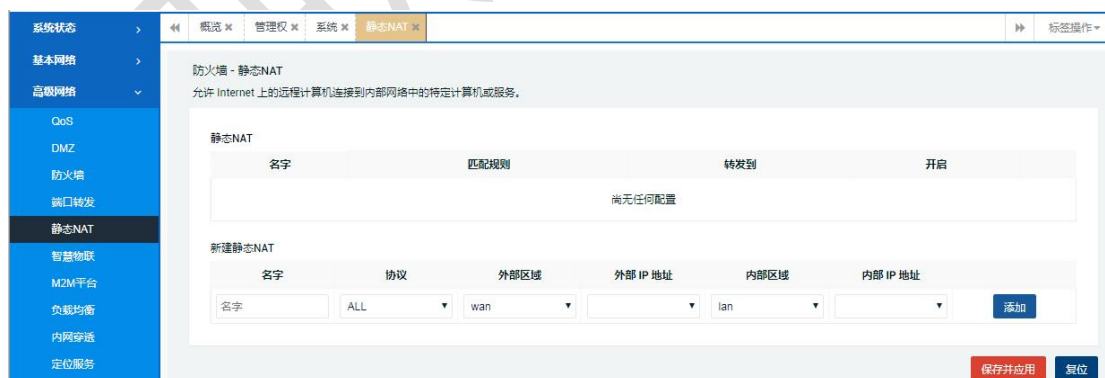 系统状态
基本网络
高级网络
QoS
DMZ
防火墙
端口转发
静态NAT
智慧物联
M2M平台
负载均衡
内网穿透
定位服务
概览 管理权 系统 静态NAT 标签操作
防火墙 - 静态NAT
允许 Internet 上的远程计算机连接到内部网络中的特定计算机或服务。
静态NAT
名字 匹配规则 转发到 开启
尚无任何配置
新建静态NAT
名字 协议 外部区域 外部 IP 地址 内部区域 内部 IP 地址
名字 ALL wan lan 添加
保存并应用 复位